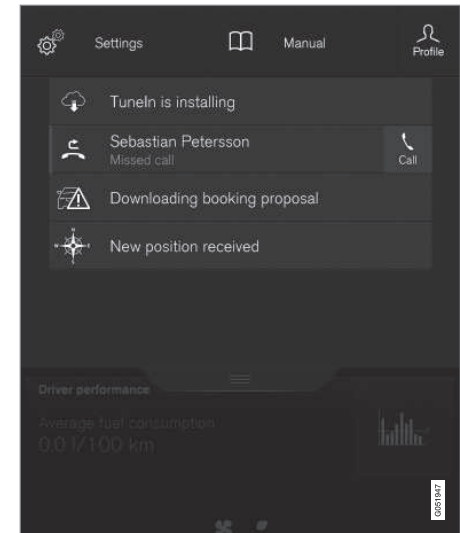 Settings
Manual
Profile
TuneIn is installing
Sebastian Petersson
Missed call
Call
Downloading booking proposal
New position received
Driver performance
Average fuel consumption
0.0 l/100 km
G051947